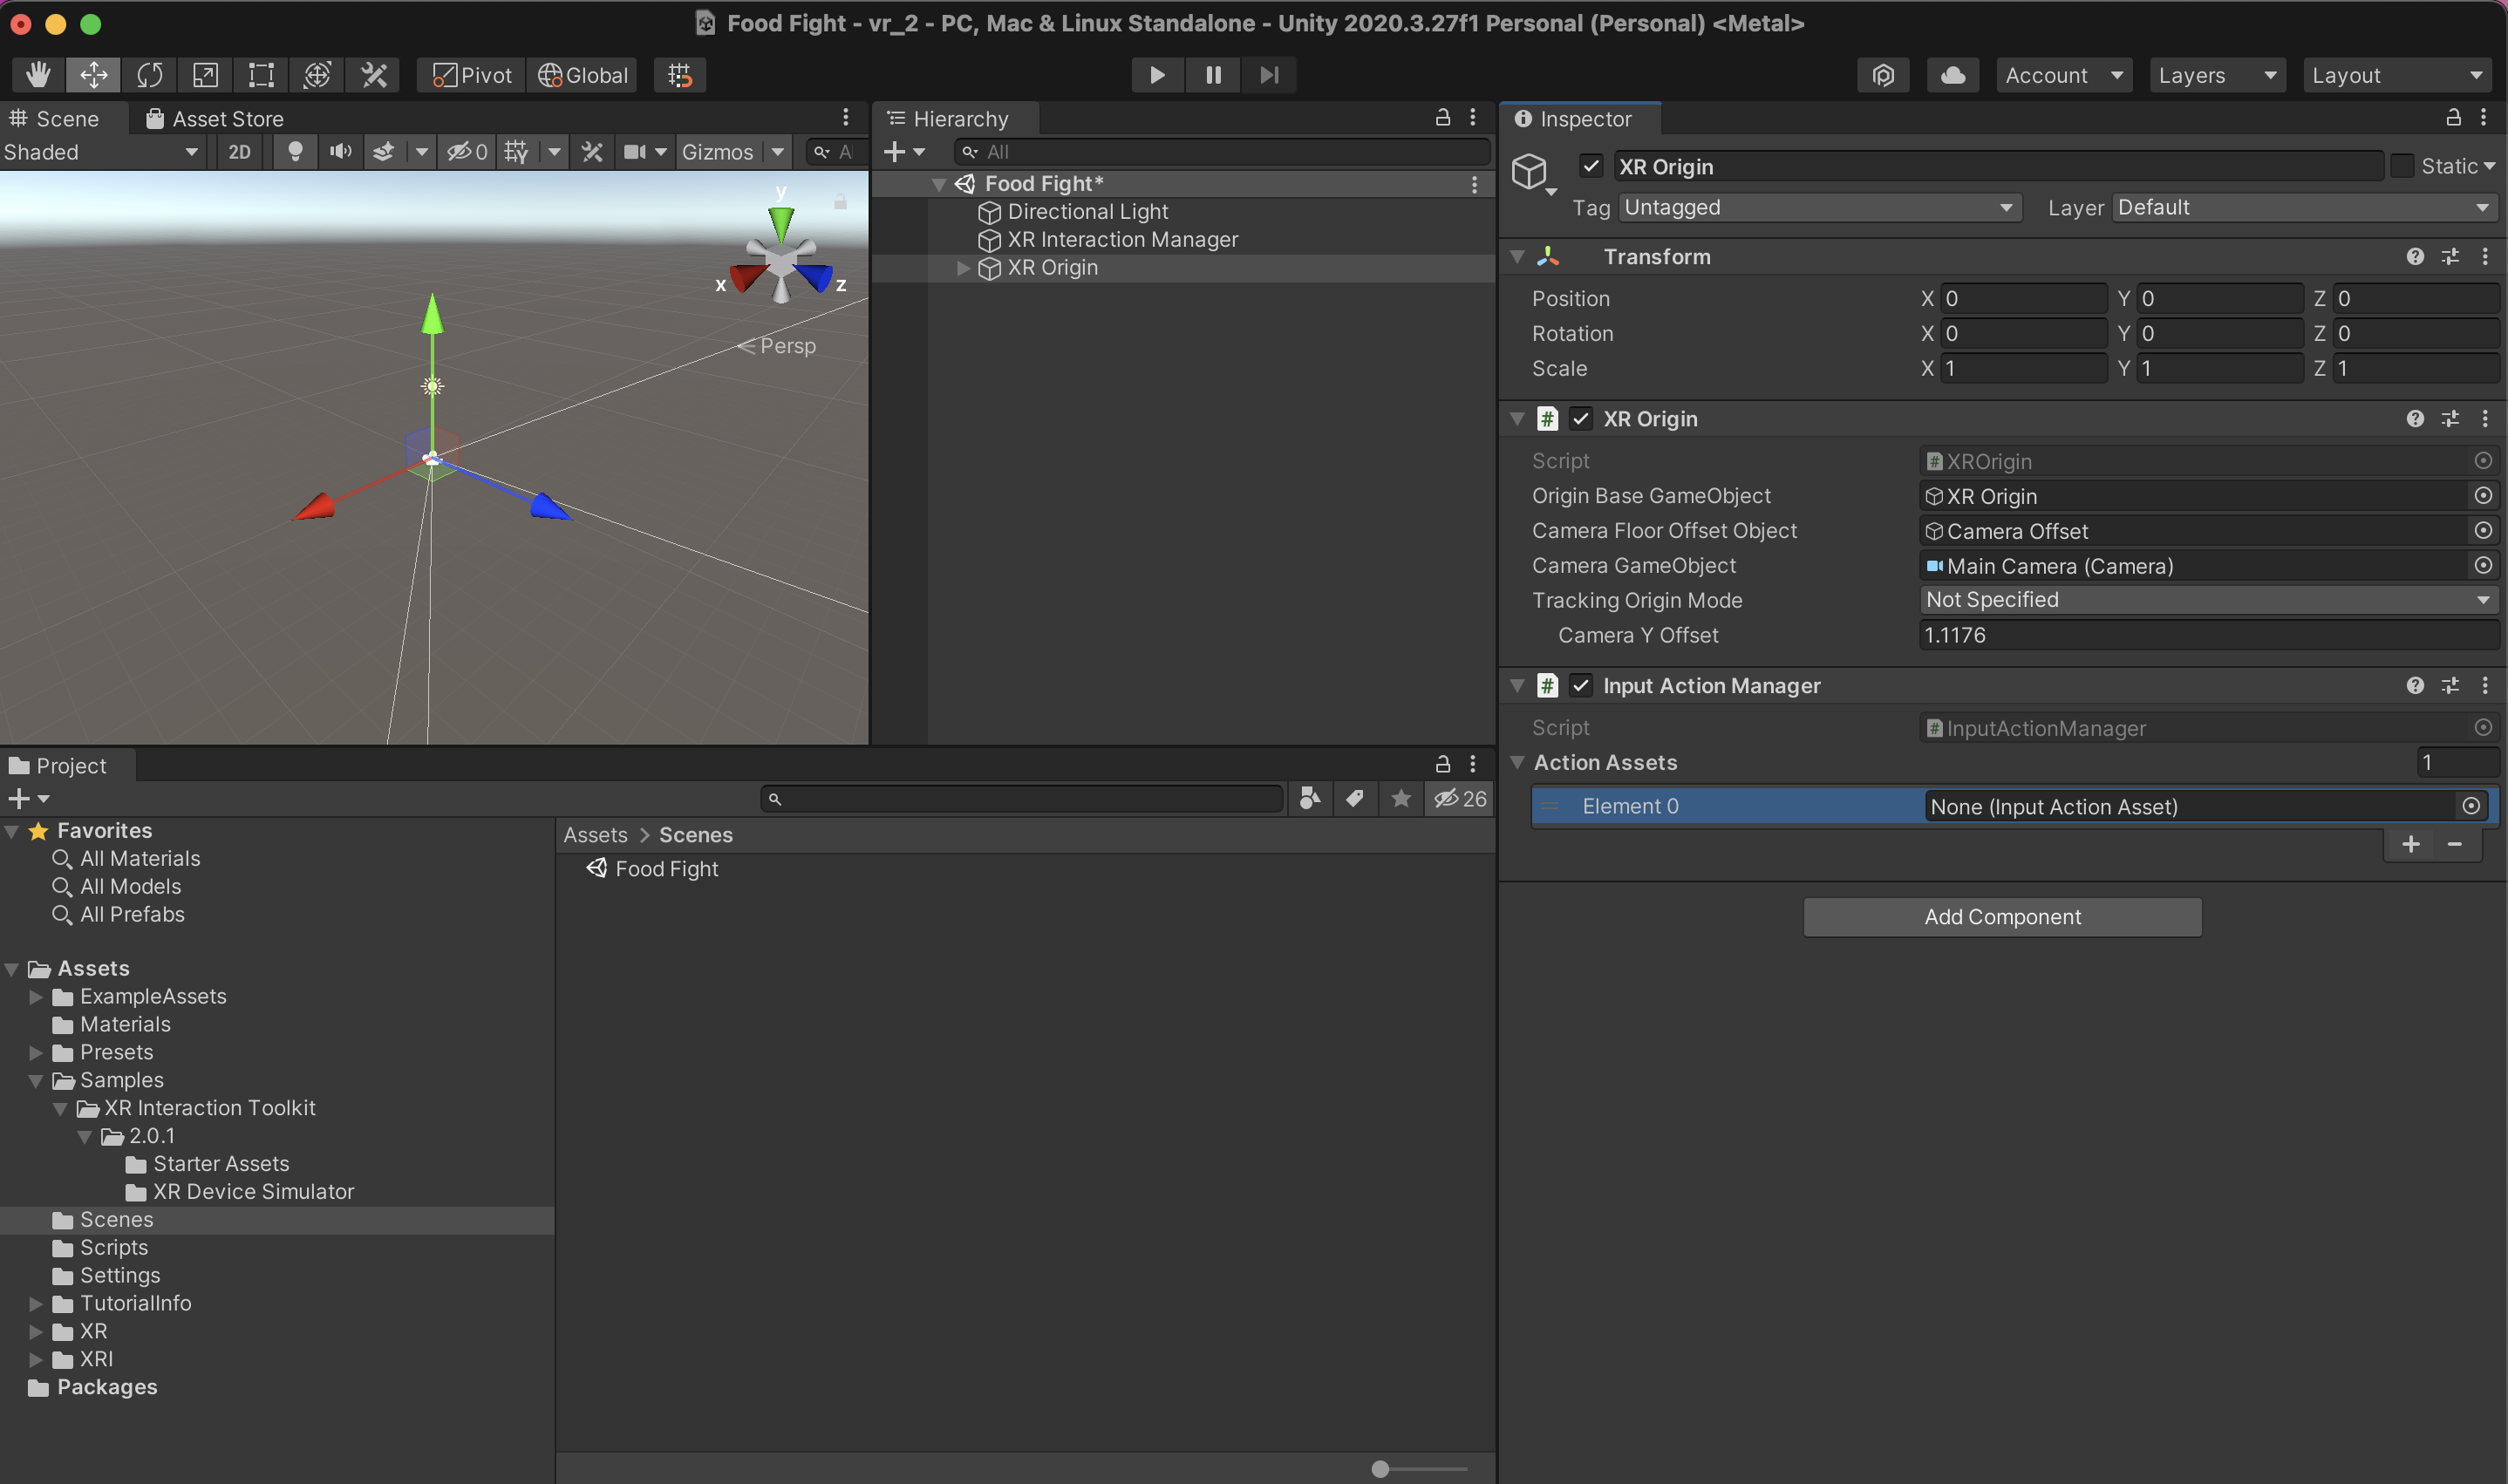 Food Fight - vr_2 - PC, Mac & Linux Standalone - Unity 2020.3.27f1 Personal (Personal) <Metal>
Pivot Global Account Layers Layout
Scene Asset Store
Shaded 2D 0 Gizmos A
y
x z
Persp
Hierarchy
All
Food Fight*
Directional Light
XR Interaction Manager
XR Origin
Project
26
Favorites
All Materials
All Models
All Prefabs
Assets
ExampleAssets
Materials
Presets
Samples
XR Interaction Toolkit
2.0.1
Starter Assets
XR Device Simulator
Scenes
Scripts
Settings
TutorialInfo
XR
XRI
Packages
Assets > Scenes
Food Fight
Inspector
XR Origin Static
Tag Untagged Layer Default
Transform
Position X 0 Y 0 Z 0
Rotation X 0 Y 0 Z 0
Scale X 1 Y 1 Z 1
# XR Origin
Script # XROrigin
Origin Base GameObject XR Origin
Camera Floor Offset Object Camera Offset
Camera GameObject Main Camera (Camera)
Tracking Origin Mode Not Specified
Camera Y Offset 1.1176
# Input Action Manager
Script # InputActionManager
Action Assets 1
Element 0 None (Input Action Asset)
+ −
Add Component